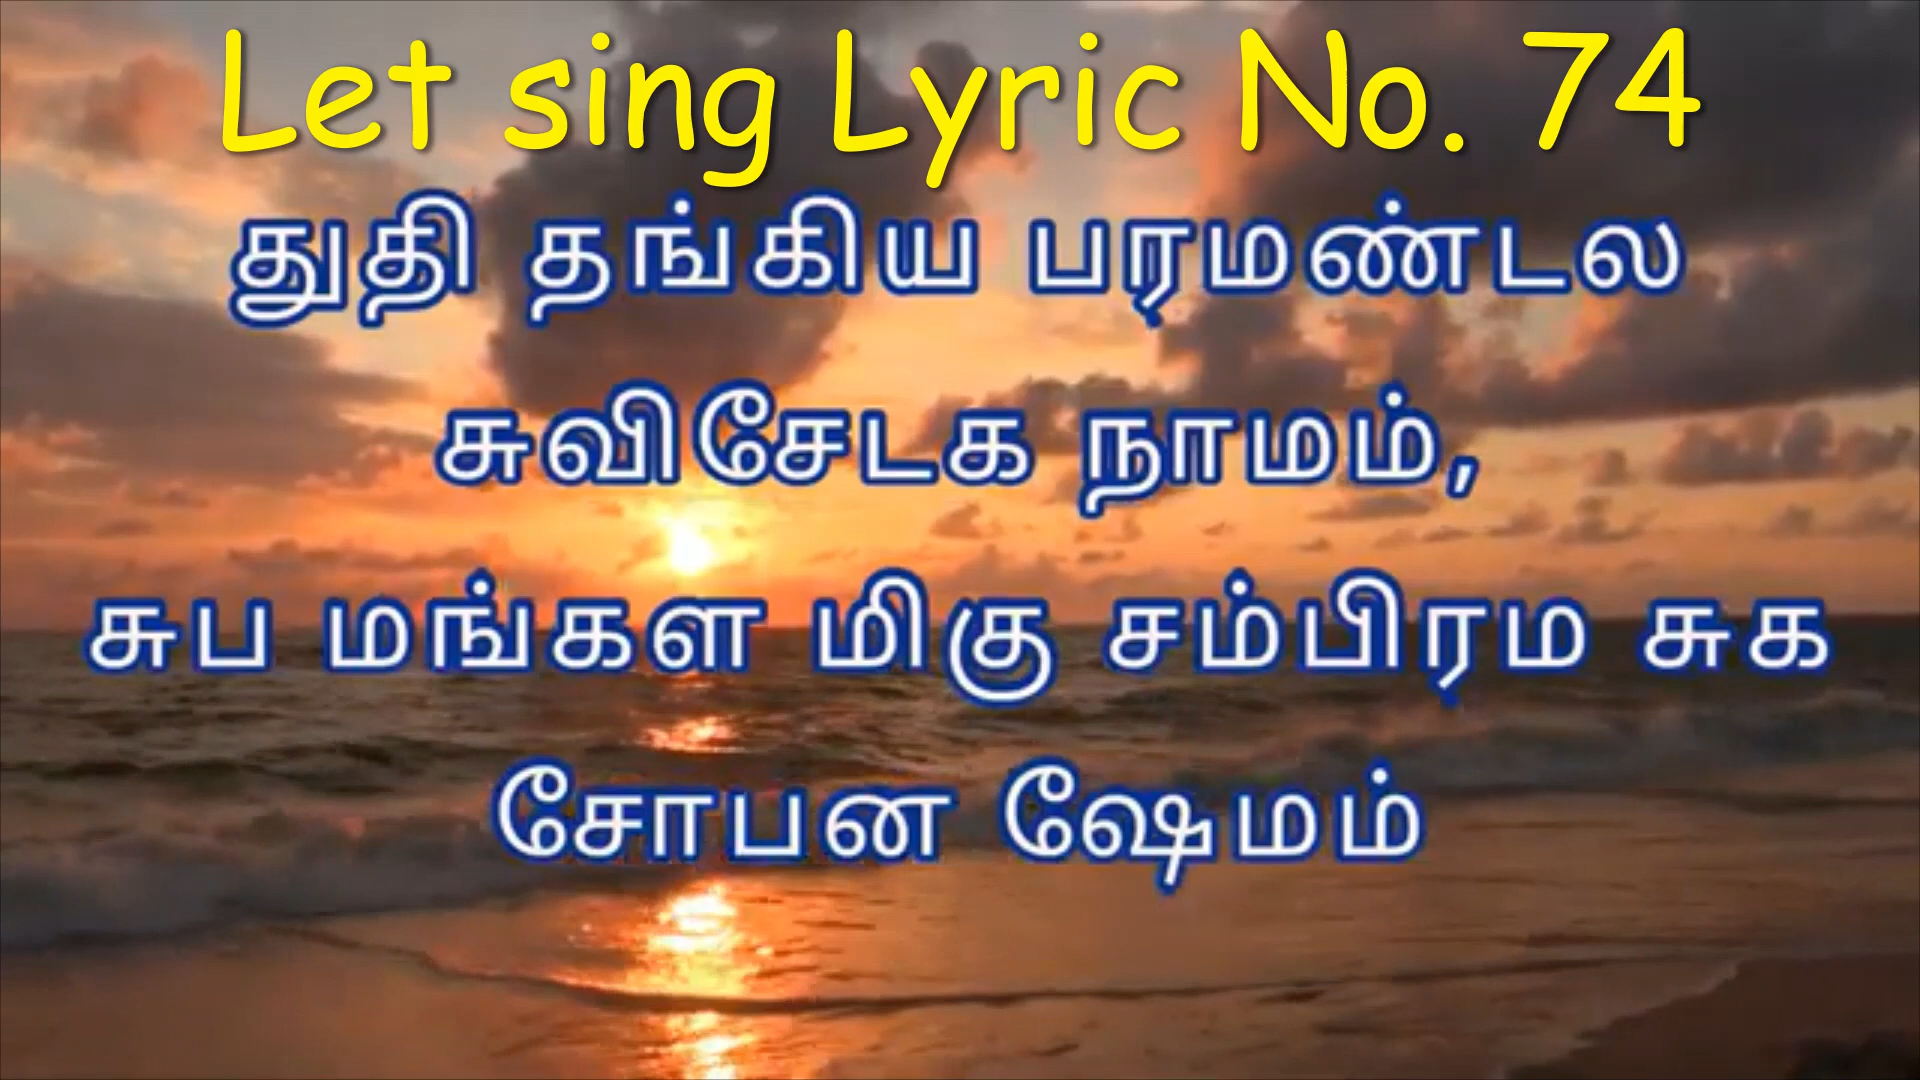 Let sing Lyric No. 74
துதி தங்கிய பரமண்டல
சுவிசேடக நாமம்,
சுப மங்கள மிகு சம்பிரம சுக
சோபன ஷேமம்